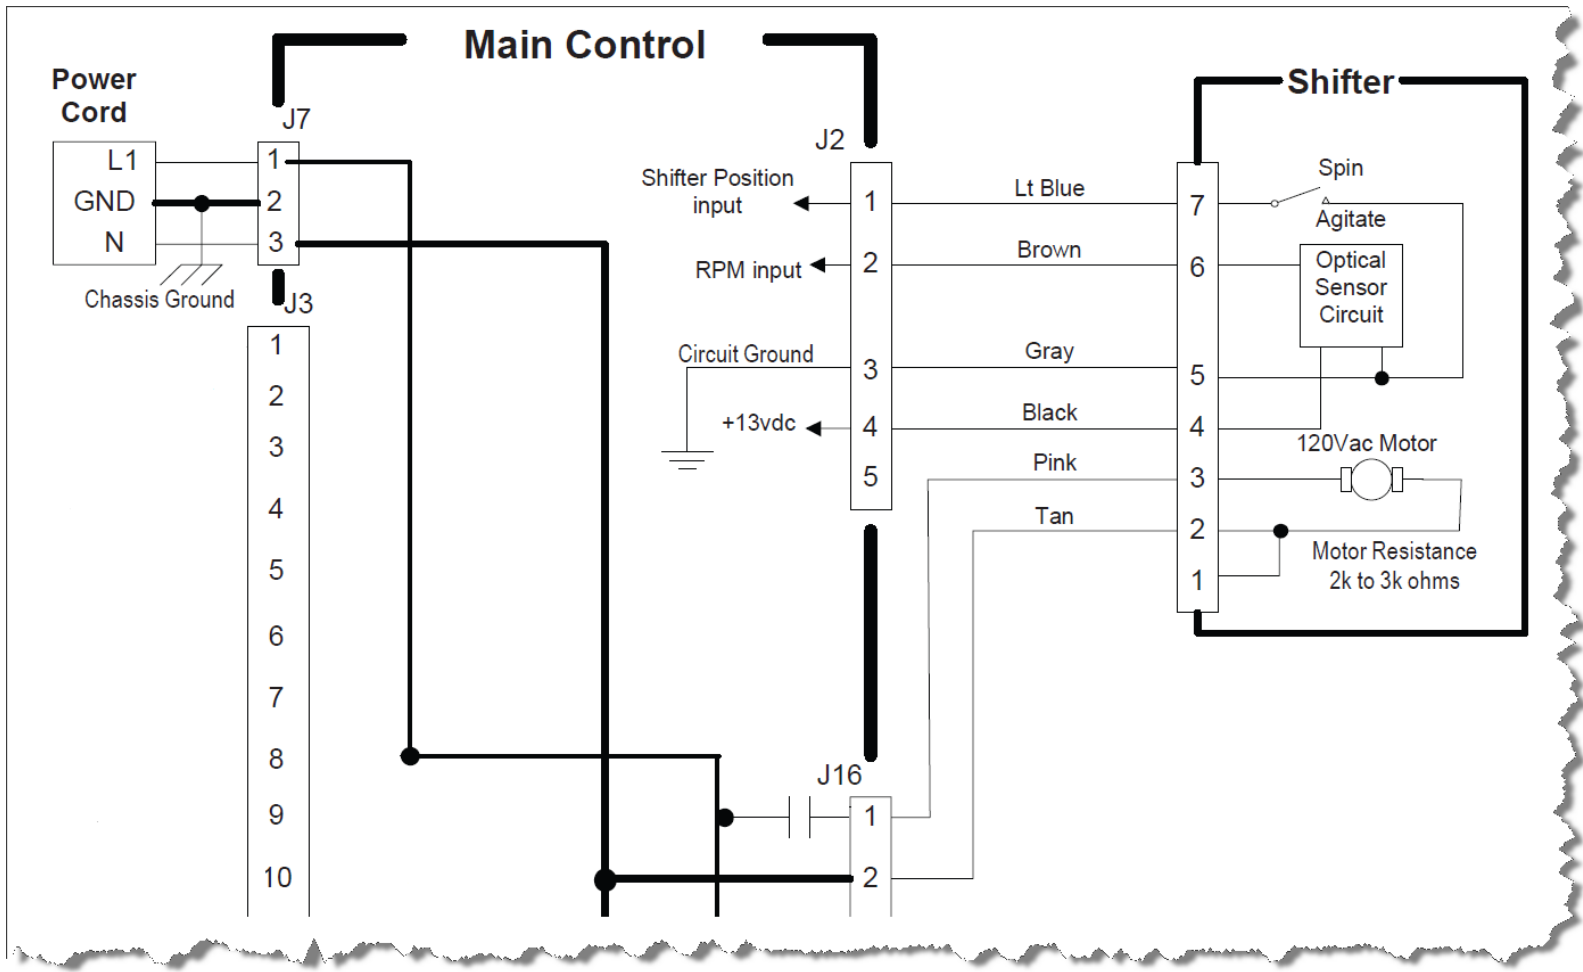 Main Control
Power
Cord
Shifter
J7
J2
L1
GND
N
1
2
3
Chassis Ground
J3
1
2
3
4
5
6
7
8
9
10
Shifter Position
input
RPM input
Circuit Ground
+13vdc
1
2
3
4
5
Lt Blue
Brown
Gray
Black
Pink
Tan
7
6
5
4
3
2
1
Spin
Agitate
Optical
Sensor
Circuit
120Vac Motor
Motor Resistance
2k to 3k ohms
J16
1
2